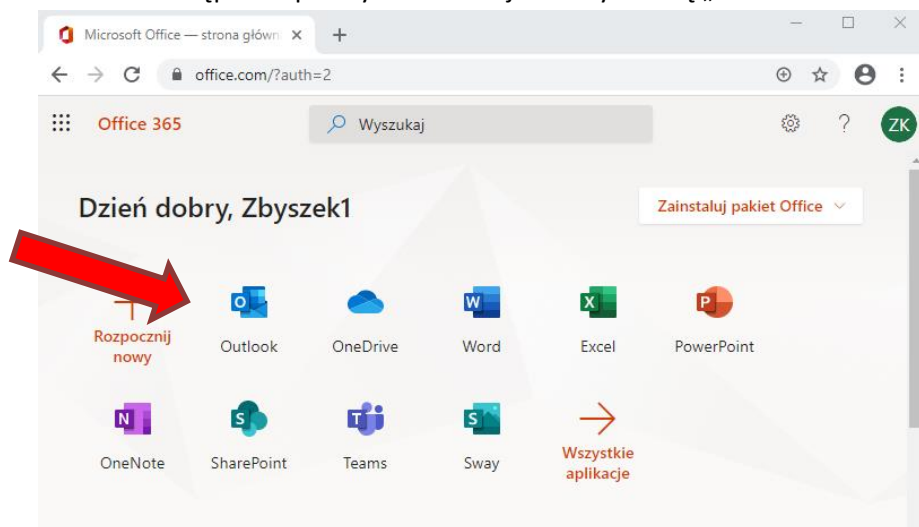 Microsoft Office — strona główn
office.com/?auth=2
Office 365
Wyszukaj
ZK
Dzień dobry, Zbyszek1
Zainstaluj pakiet Office
Rozpocznij nowy
Outlook
OneDrive
Word
Excel
PowerPoint
OneNote
SharePoint
Teams
Sway
Wszystkie aplikacje